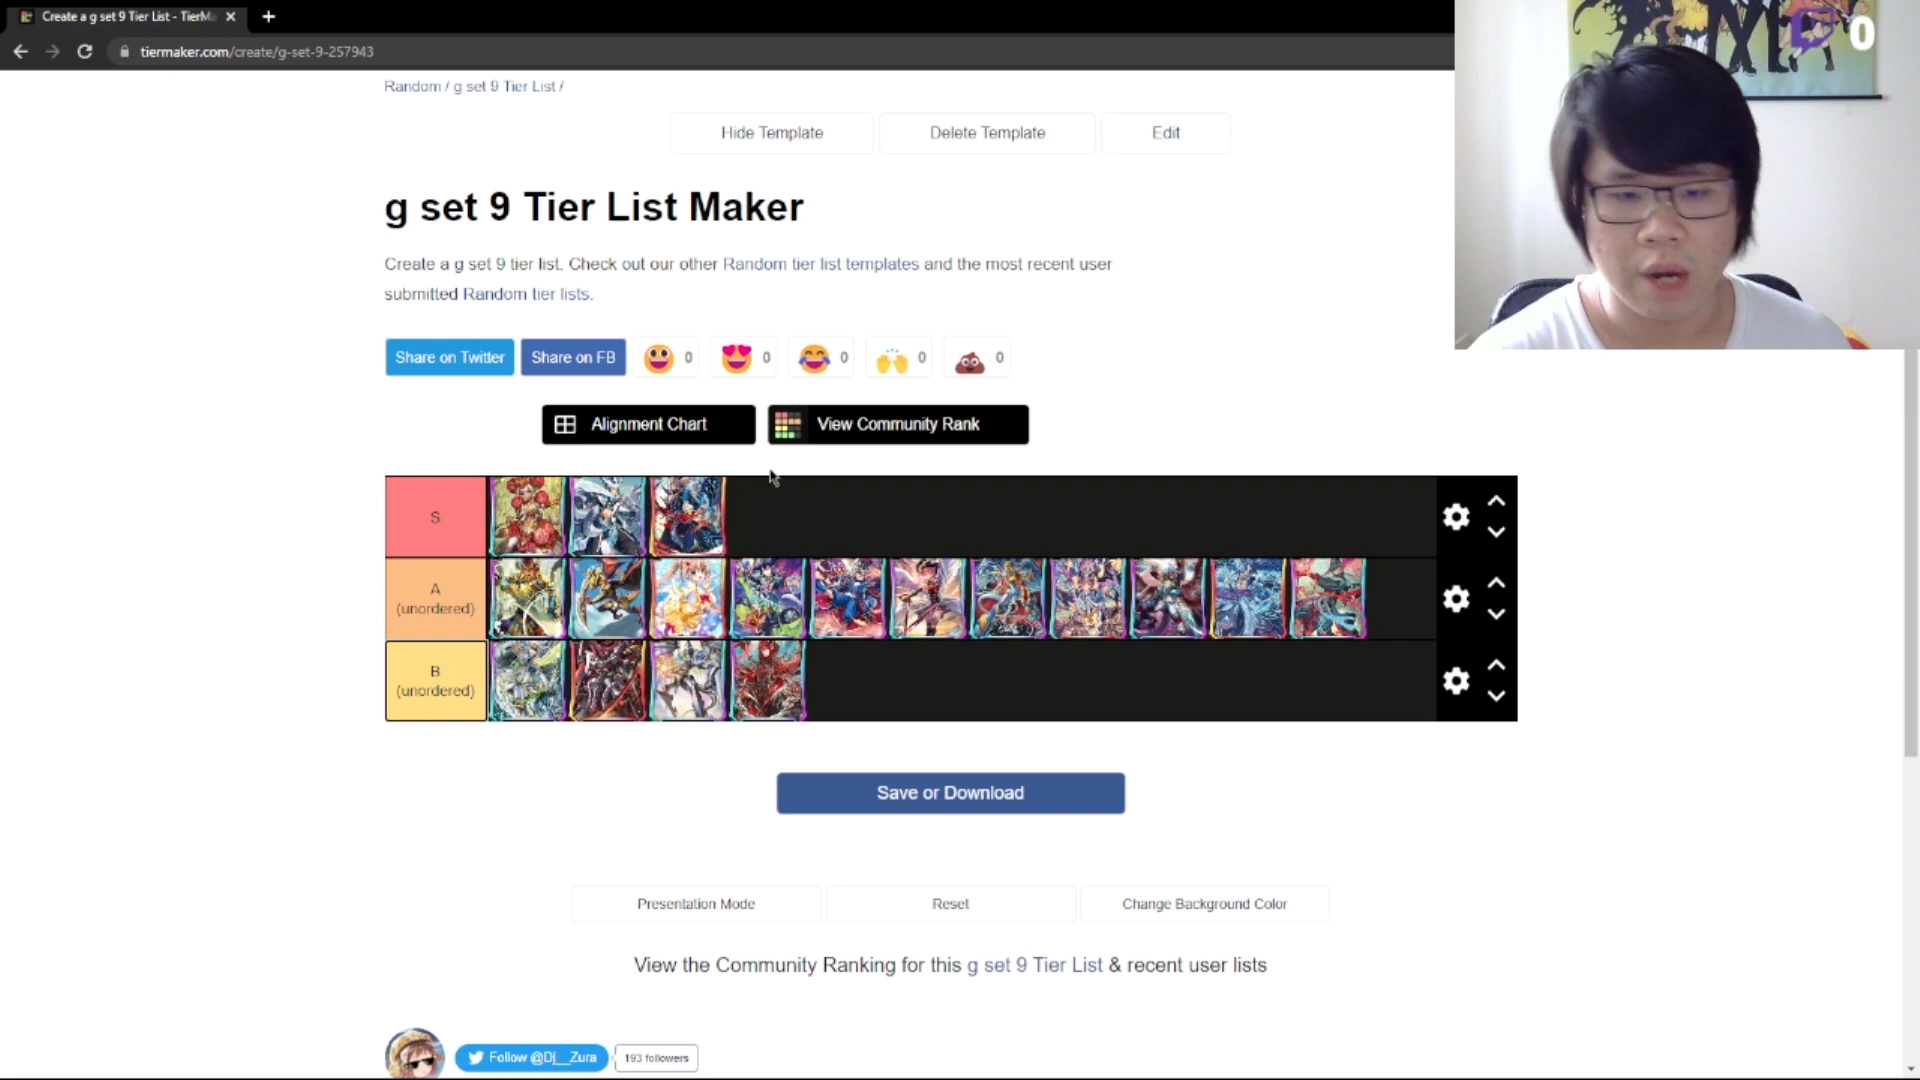 Create a g set 9 Tier List - TierM
tiermaker.com/create/g-set-9-257943
0
Random / g set 9 Tier List /
Hide Template
Delete Template
Edit
g set 9 Tier List Maker
Create a g set 9 tier list. Check out our other Random tier list templates and the most recent user
submitted Random tier lists.
Share on Twitter
Share on FB
0
0
0
0
0
Alignment Chart
View Community Rank
S
A
(unordered)
B
(unordered)
Save or Download
Presentation Mode
Reset
Change Background Color
View the Community Ranking for this g set 9 Tier List & recent user lists
Follow @Dj__Zura
193 followers